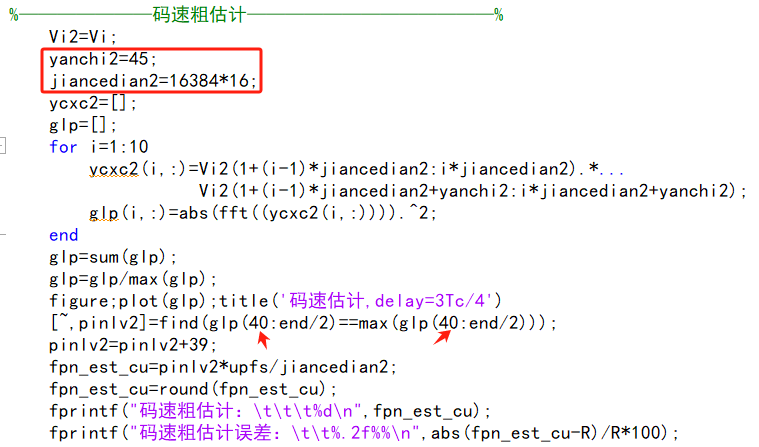 %————————码速粗估计——————————————%
Vi2=Vi;
yanchi2=45;
jiancedian2=16384*16;
ycxc2=[];
glp=[];
for i=1:10
ycxc2(i,:)=Vi2(1+(i-1)*jiancedian2:i*jiancedian2).*...
Vi2(1+(i-1)*jiancedian2+yanchi2:i*jiancedian2+yanchi2);
glp(i,:)=abs(fft((ycxc2(i,:)))).^2;
end
glp=sum(glp);
glp=glp/max(glp);
figure;plot(glp);title('码速估计,delay=3Tc/4')
[~,pinlv2]=find(glp(40:end/2)==max(glp(40:end/2)));
pinlv2=pinlv2+39;
fpn_est_cu=pinlv2*upfs/jiancedian2;
fpn_est_cu=round(fpn_est_cu);
fprintf("码速粗估计：\t\t\t%d\n",fpn_est_cu);
fprintf("码速粗估计误差：\t\t%.2f%%\n",abs(fpn_est_cu-R)/R*100);